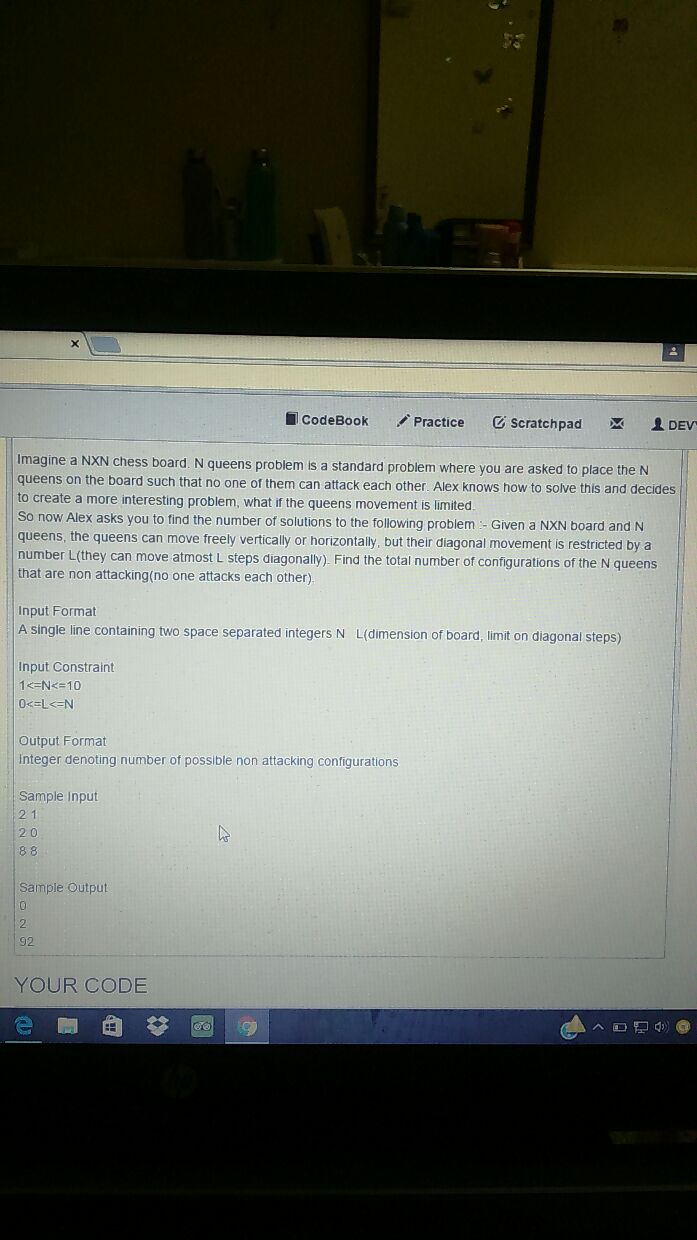 CodeBook Practice Scratchpad DEV
Imagine a NXN chess board. N queens problem is a standard problem where you are asked to place the N
queens on the board such that no one of them can attack each other. Alex knows how to solve this and decides
to create a more interesting problem, what if the queens movement is limited.
So now Alex asks you to find the number of solutions to the following problem :- Given a NXN board and N
queens, the queens can move freely vertically or horizontally, but their diagonal movement is restricted by a
number L(they can move atmost L steps diagonally). Find the total number of configurations of the N queens
that are non attacking(no one attacks each other).
Input Format
A single line containing two space separated integers N L(dimension of board, limit on diagonal steps)
Input Constraint
1<=N<=10
0<=L<=N
Output Format
Integer denoting number of possible non attacking configurations
Sample Input
2 1
2 0
8 8
Sample Output
0
2
92
YOUR CODE
hp